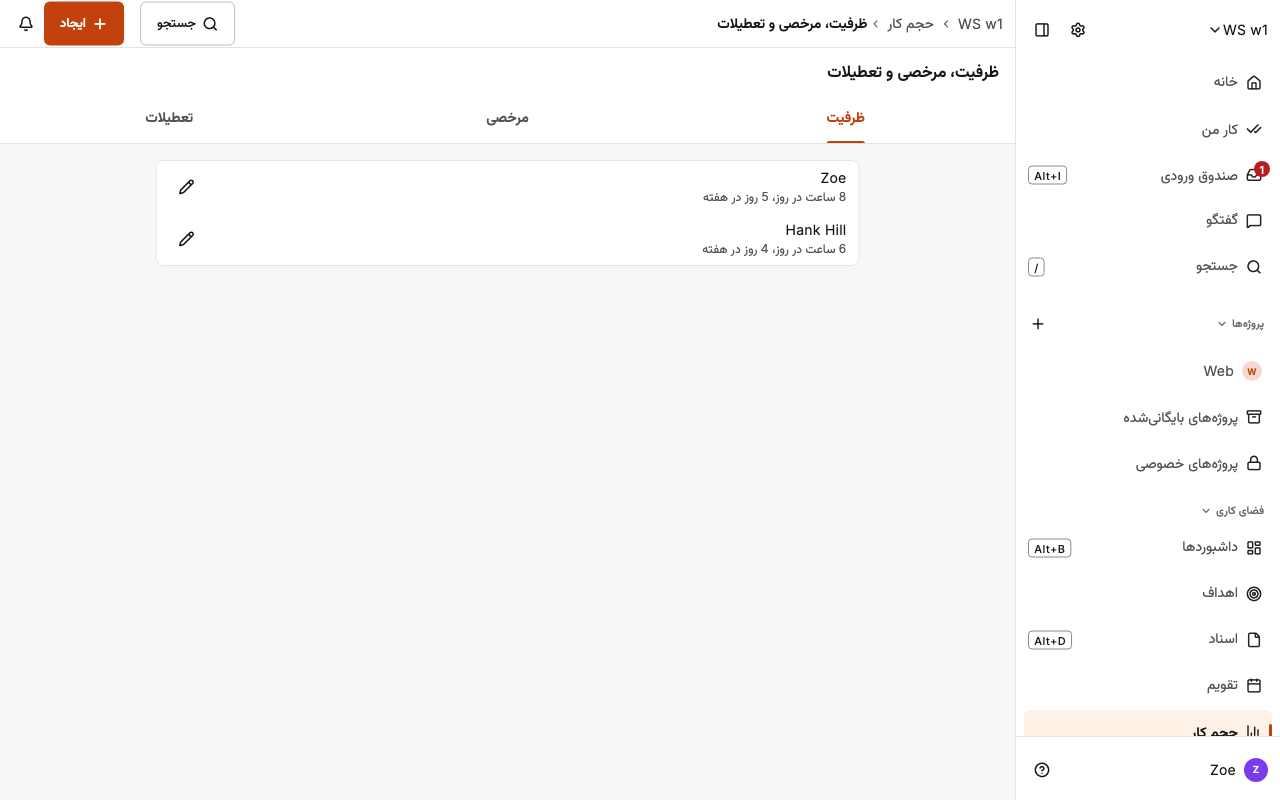 WS w1
خانه
کار من
صندوق ورودی
1
Alt+I
گفتگو
جستجو
/
پروژه‌ها
W
Web
پروژه‌های بایگانی‌شده
پروژه‌های خصوصی
فضای کاری
داشبوردها
Alt+B
اهداف
اسناد
Alt+D
تقویم
حجم کار
Z
Zoe
WS w1 › حجم کار › ظرفیت، مرخصی و تعطیلات
جستجو
ایجاد
ظرفیت، مرخصی و تعطیلات
ظرفیت
مرخصی
تعطیلات
Zoe
8 ساعت در روز، 5 روز در هفته
Hank Hill
6 ساعت در روز، 4 روز در هفته